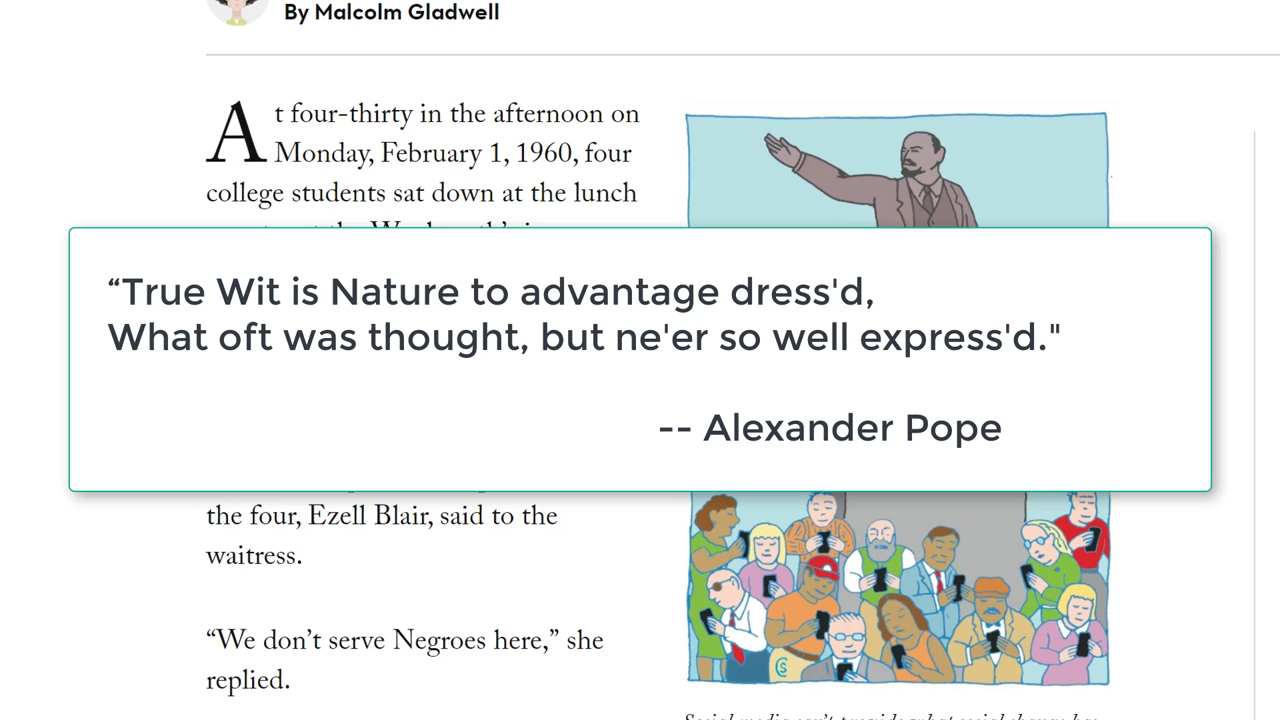 By Malcolm Gladwell
At four-thirty in the afternoon on
Monday, February 1, 1960, four
college students sat down at the lunch
“True Wit is Nature to advantage dress'd,
What oft was thought, but ne'er so well express'd."
-- Alexander Pope
the four, Ezell Blair, said to the
waitress.
“We don’t serve Negroes here,” she
replied.